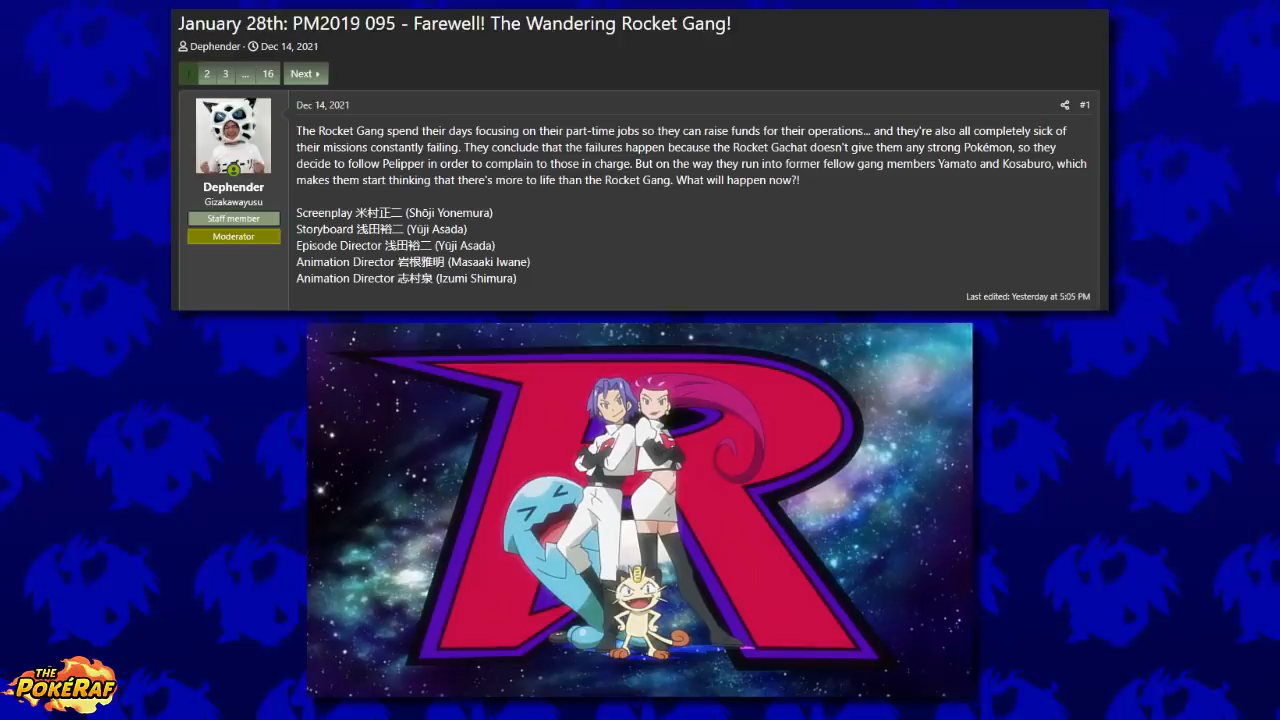 January 28th: PM2019 095 - Farewell! The Wandering Rocket Gang!
Dephender · Dec 14, 2021
1 2 3 ... 16 Next
Dec 14, 2021 #1
Dephender
Gizakawayusu
Staff member
Moderator
The Rocket Gang spend their days focusing on their part-time jobs so they can raise funds for their operations... and they're also all completely sick of
their missions constantly failing. They conclude that the failures happen because the Rocket Gachat doesn't give them any strong Pokémon, so they
decide to follow Pelipper in order to complain to those in charge. But on the way they run into former fellow gang members Yamato and Kosaburo, which
makes them start thinking that there's more to life than the Rocket Gang. What will happen now?!
Screenplay 米村正二 (Shōji Yonemura)
Storyboard 浅田裕二 (Yūji Asada)
Episode Director 浅田裕二 (Yūji Asada)
Animation Director 岩根雅明 (Masaaki Iwane)
Animation Director 志村泉 (Izumi Shimura)
Last edited: Yesterday at 5:05 PM
R
THE
POKÉRAF